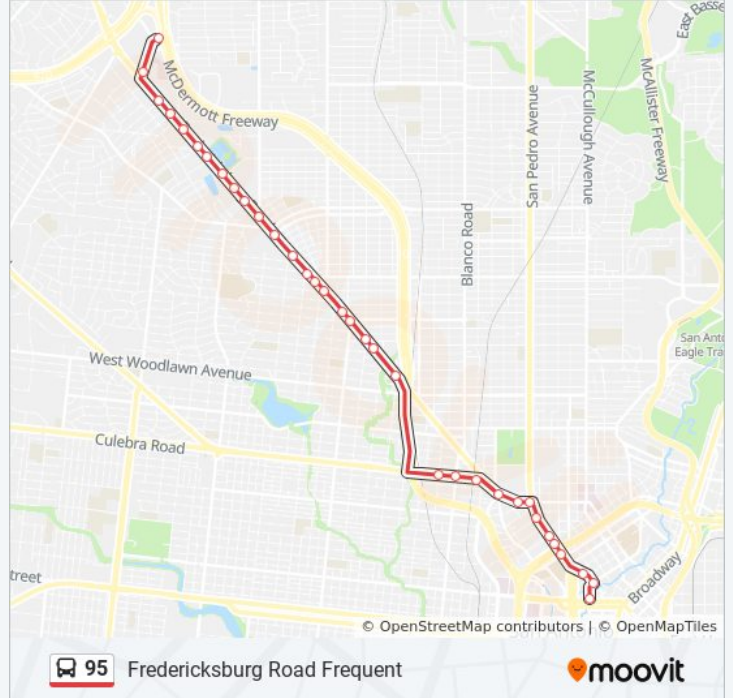 East Basse
McDermott Freeway
McAllister Freeway
McCullough Avenue
San Pedro Avenue
Blanco Road
San Anto
Eagle Tra
West Woodlawn Avenue
Culebra Road
treet
Broadway
© OpenStreetMap contributors | © OpenMapTiles
95 Fredericksburg Road Frequent
moovit